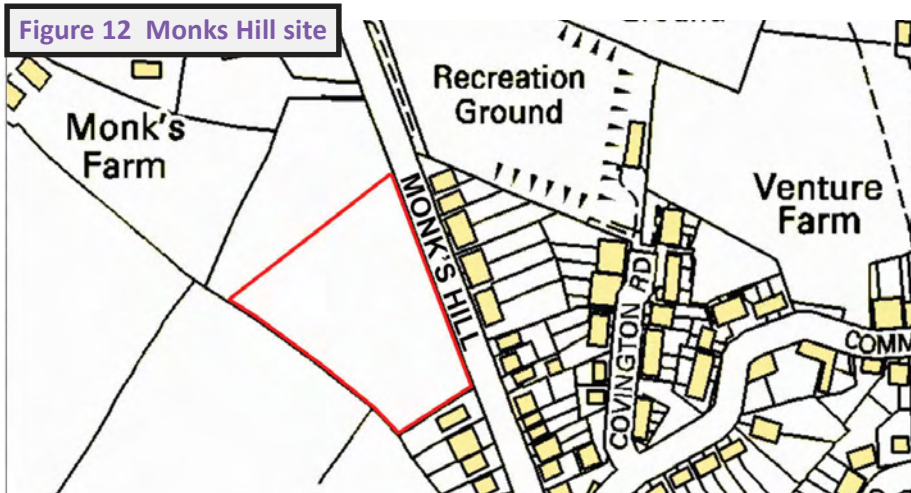 Figure 12 Monks Hill site
Recreation
Ground
Monk's
Farm
MONK'S HILL
Venture
Farm
COVINGTON RD
COMM